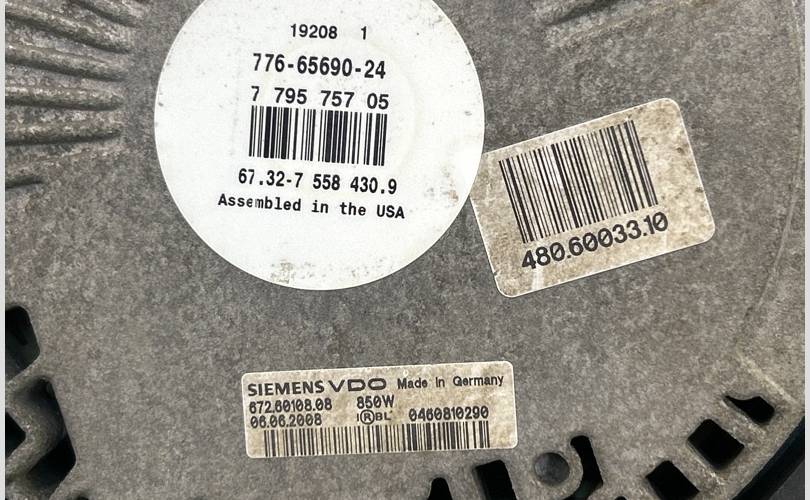 19208 1
776-65690-24
7 795 757 05
67.32-7 558 430.9
Assembled in the USA
480.60033.10
SIEMENS VDO Made In Germany
672.60108.08 850W
06.06.2008 I®BL 0460810290